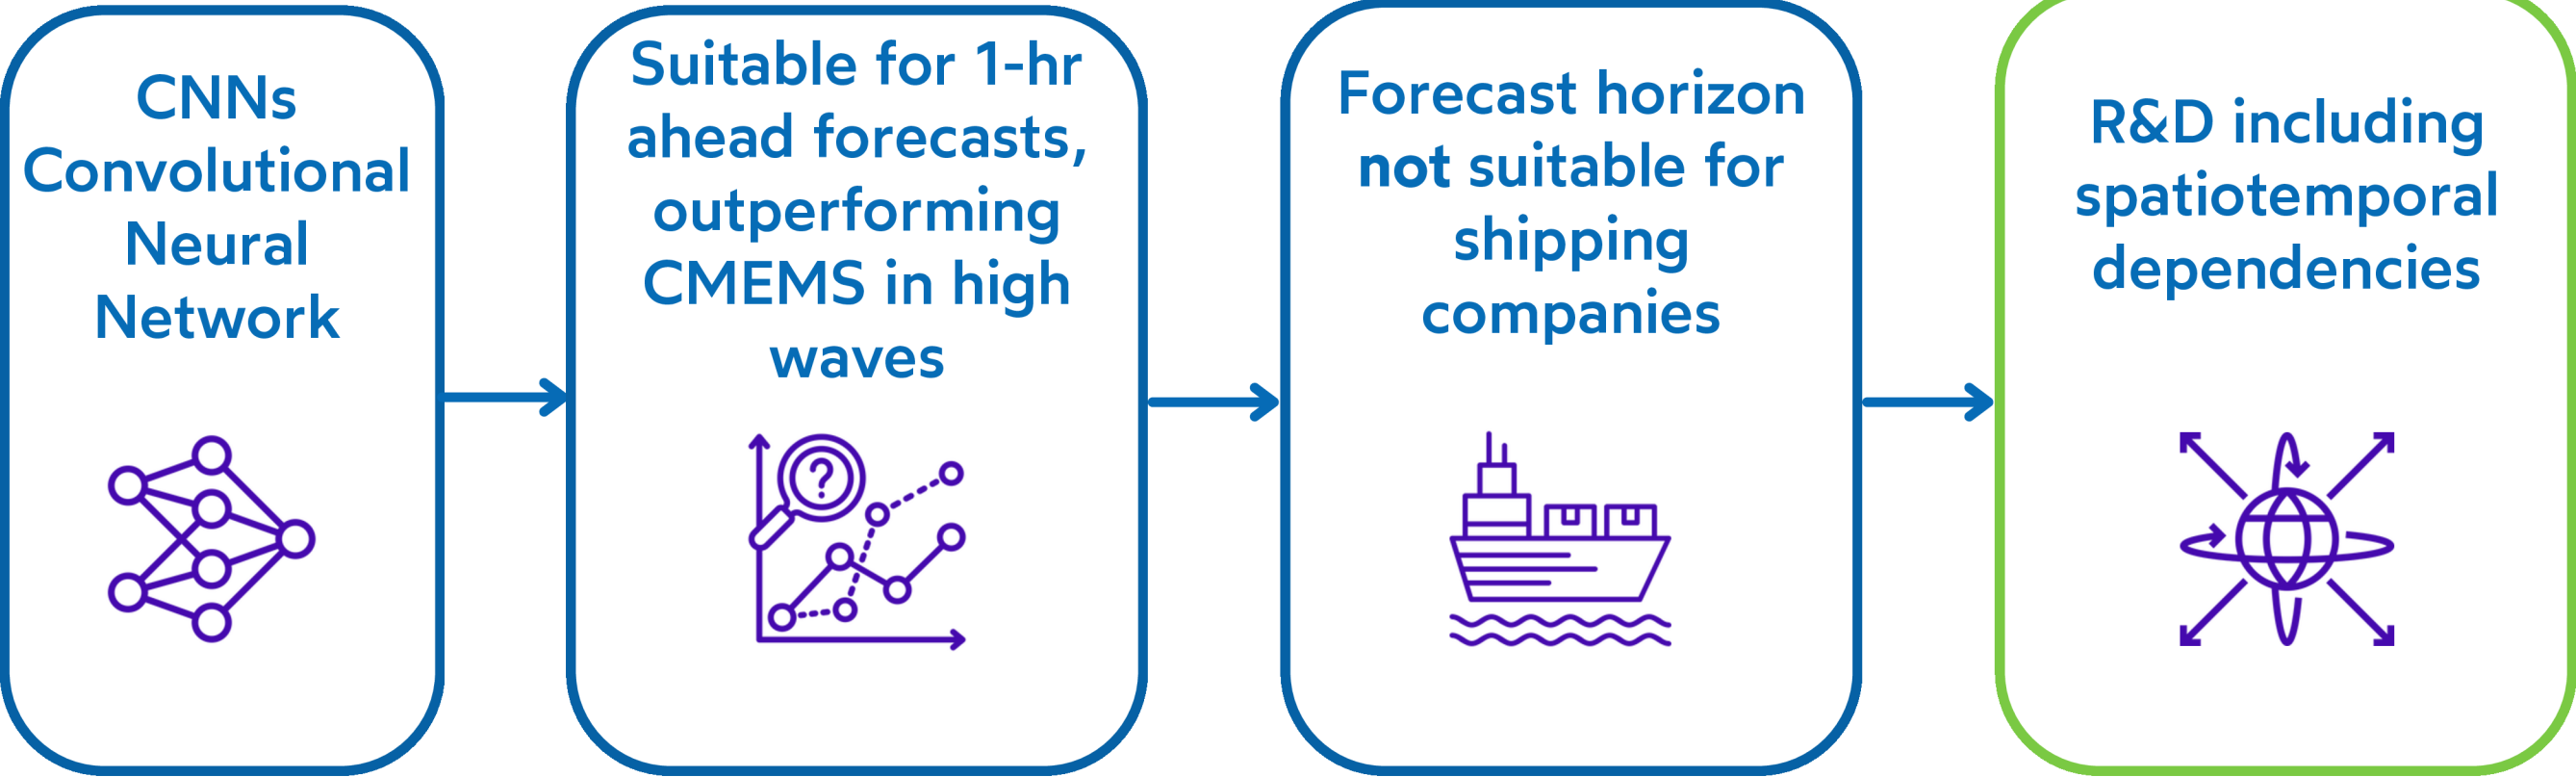 CNNs
Convolutional
Neural
Network
Suitable for 1-hr
ahead forecasts,
outperforming
CMEMS in high
waves
?
Forecast horizon
not suitable for
shipping
companies
R&D including
spatiotemporal
dependencies